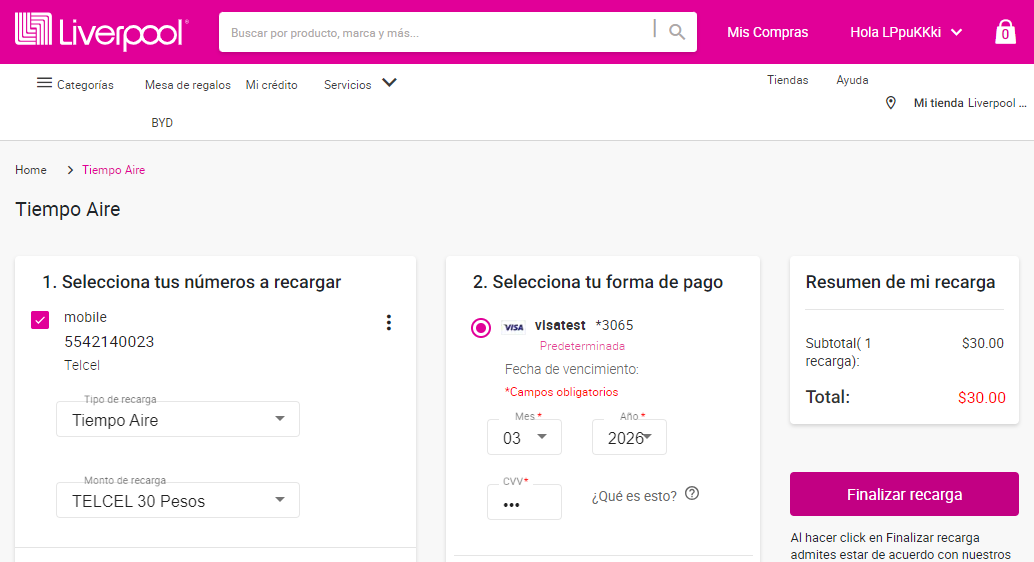 Liverpool
Buscar por producto, marca y más...
Mis Compras
Hola LPpuKKki
0
Categorías
Mesa de regalos
Mi crédito
Servicios
Tiendas
Ayuda
BYD
Mi tienda Liverpool ...
Home
Tiempo Aire
Tiempo Aire
1. Selecciona tus números a recargar
mobile
5542140023
Telcel
Tipo de recarga
Tiempo Aire
Monto de recarga
TELCEL 30 Pesos
2. Selecciona tu forma de pago
VISA visatest *3065
Predeterminada
Fecha de vencimiento:
*Campos obligatorios
Mes * Año *
03 2026
CVV*
•••
¿Qué es esto?
Resumen de mi recarga
Subtotal( 1 $30.00
recarga):
Total: $30.00
Finalizar recarga
Al hacer click en Finalizar recarga
admites estar de acuerdo con nuestros